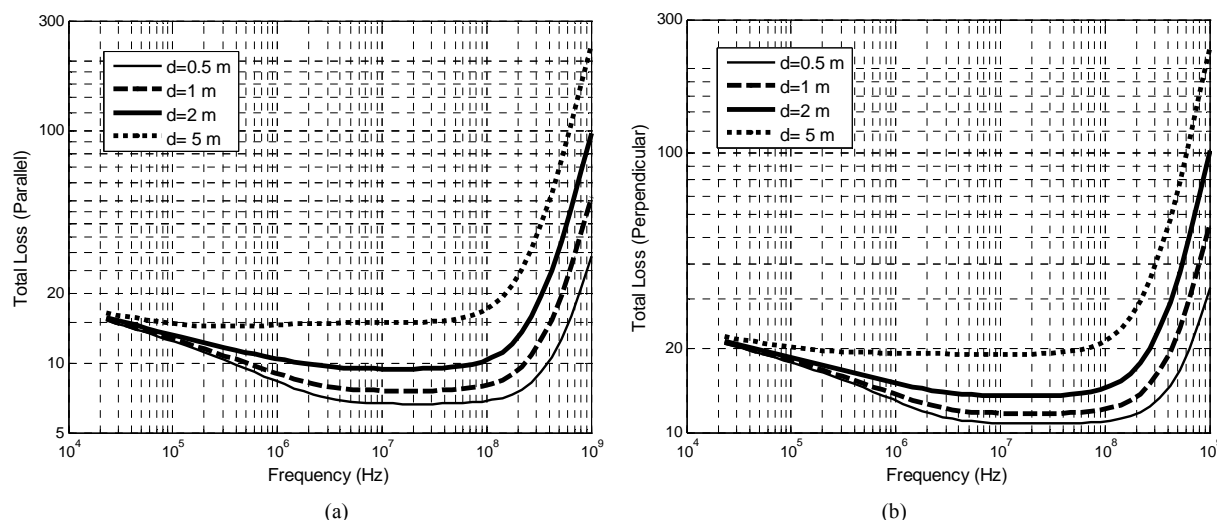 300
100
20
10
5
Total Loss (Parallel)
d=0.5 m
d=1 m
d=2 m
d= 5 m
10^4
10^5
10^6
10^7
10^8
10^9
Frequency (Hz)
(a)
300
100
20
10
Total Loss (Perpendicular)
d=0.5 m
d=1 m
d=2 m
d= 5 m
10^4
10^5
10^6
10^7
10^8
Frequency (Hz)
(b)